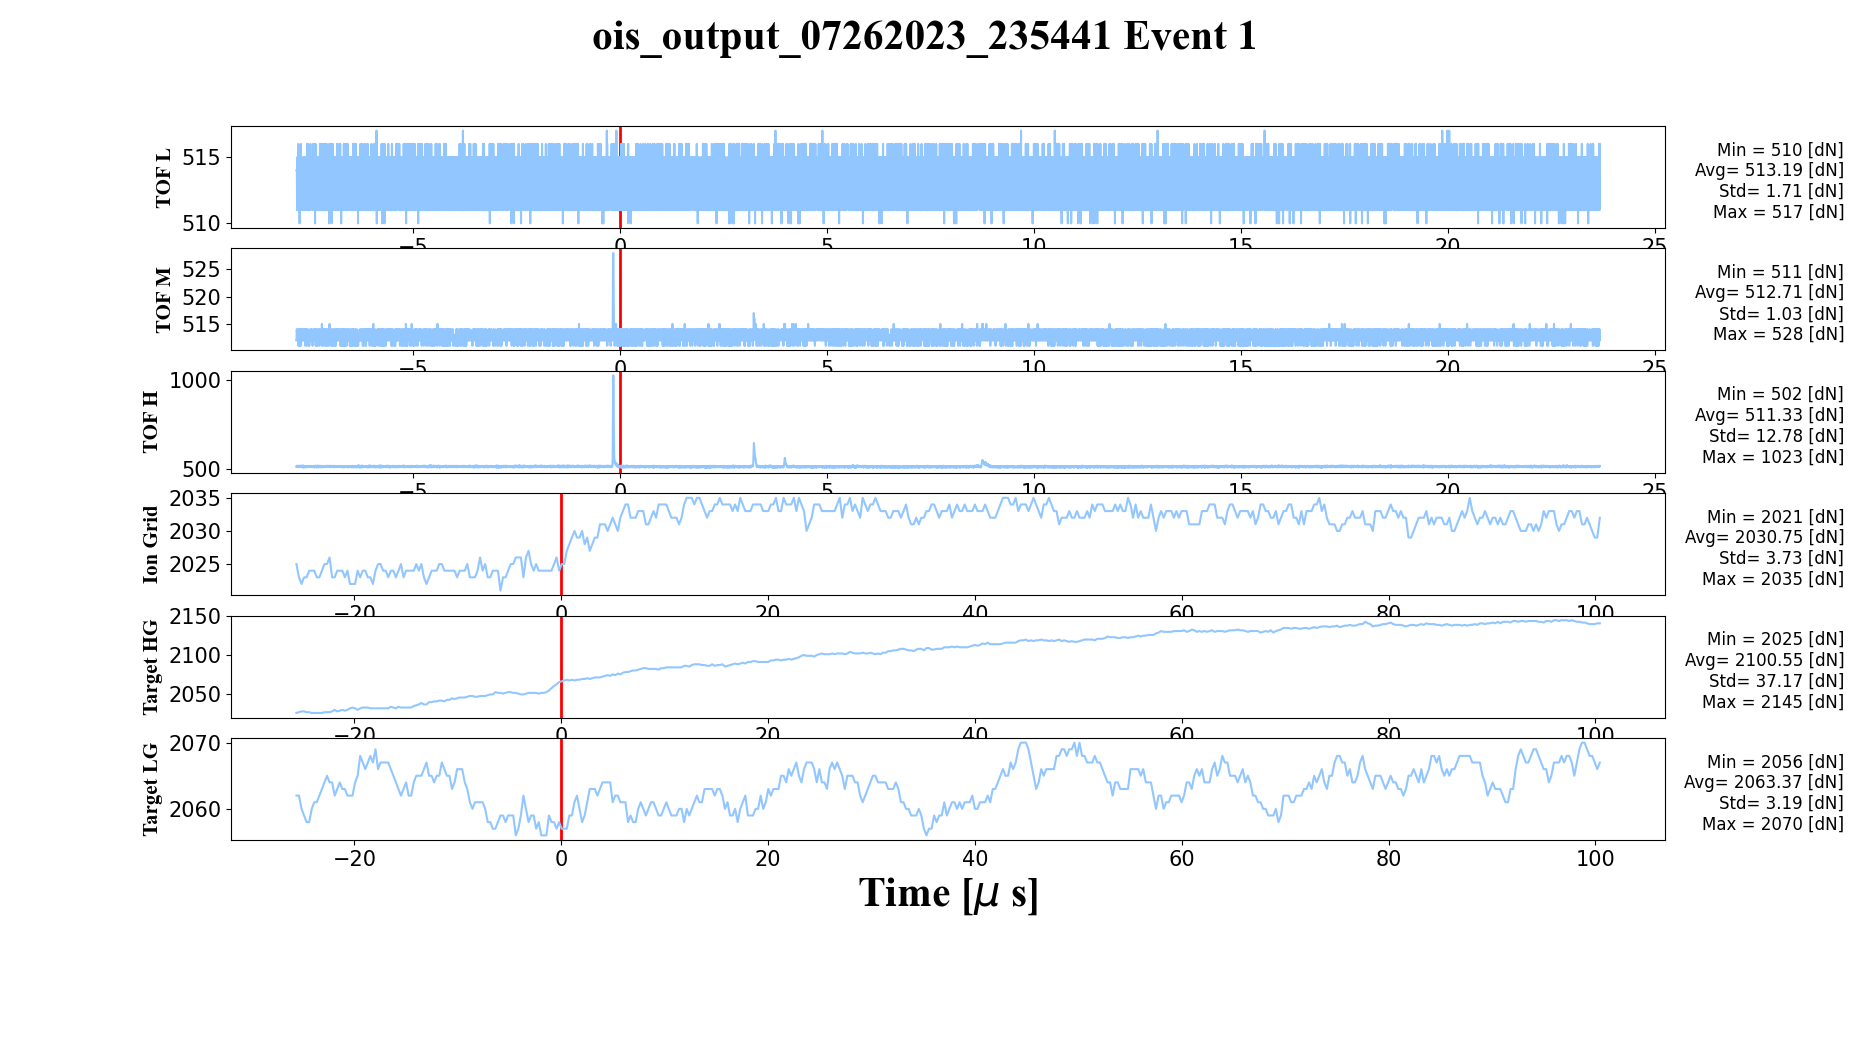 ois_output_07262023_235441 Event 1
TOF L
515
510
−5 0 5 10 15 20 25
Min = 510 [dN]
Avg= 513.19 [dN]
Std= 1.71 [dN]
Max = 517 [dN]
TOF M
525
520
515
−5 0 5 10 15 20 25
Min = 511 [dN]
Avg= 512.71 [dN]
Std= 1.03 [dN]
Max = 528 [dN]
TOF H
1000
500
−5 0 5 10 15 20 25
Min = 502 [dN]
Avg= 511.33 [dN]
Std= 12.78 [dN]
Max = 1023 [dN]
Ion Grid
2035
2030
2025
−20 0 20 40 60 80 100
Min = 2021 [dN]
Avg= 2030.75 [dN]
Std= 3.73 [dN]
Max = 2035 [dN]
Target HG
2150
2100
2050
−20 0 20 40 60 80 100
Min = 2025 [dN]
Avg= 2100.55 [dN]
Std= 37.17 [dN]
Max = 2145 [dN]
Target LG
2070
2060
−20 0 20 40 60 80 100
Min = 2056 [dN]
Avg= 2063.37 [dN]
Std= 3.19 [dN]
Max = 2070 [dN]
Time [μ s]